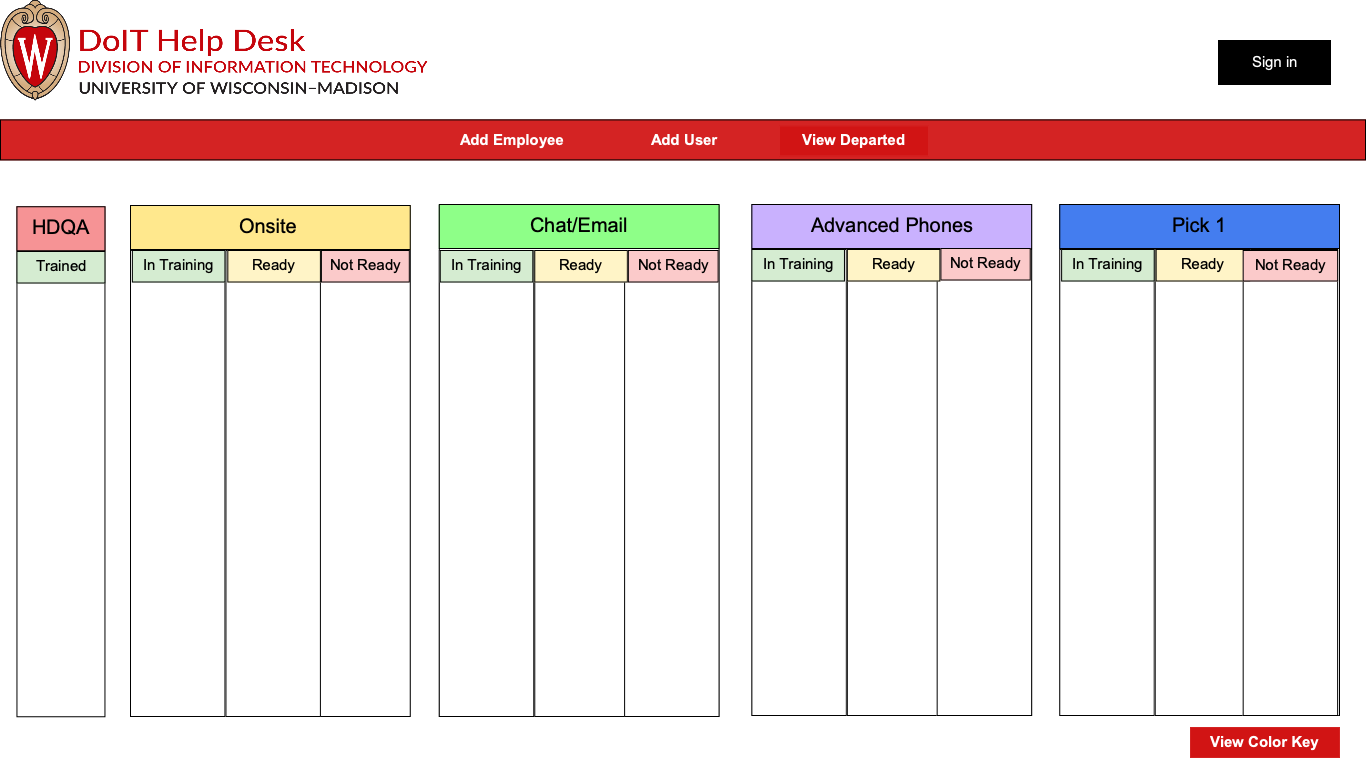 W
DoIT Help Desk
DIVISION OF INFORMATION TECHNOLOGY
UNIVERSITY OF WISCONSIN–MADISON
Sign in
Add Employee
Add User
View Departed
HDQA
Trained
Onsite
In Training
Ready
Not Ready
Chat/Email
In Training
Ready
Not Ready
Advanced Phones
In Training
Ready
Not Ready
Pick 1
In Training
Ready
Not Ready
View Color Key